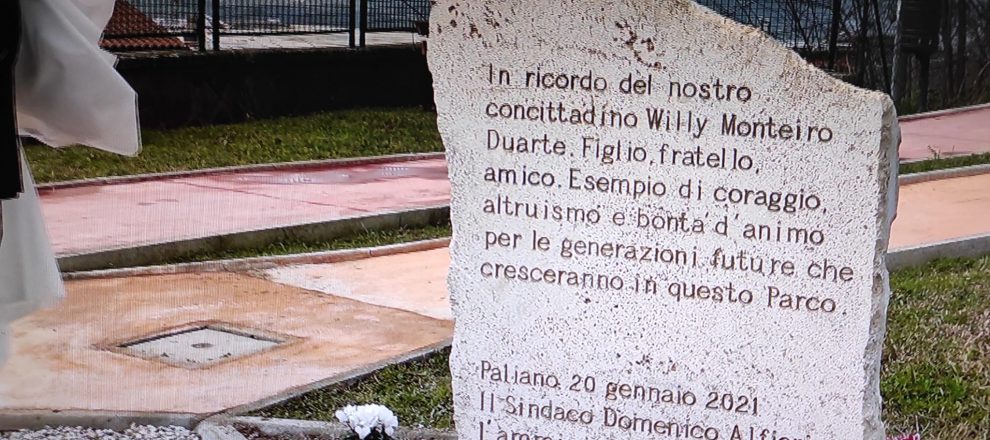 In ricordo del nostro
concittadino Willy Monteiro
Duarte. Figlio, fratello,
amico. Esempio di coraggio,
altruismo e bontà d'animo
per le generazioni future che
cresceranno in questo Parco.
Paliano 20 gennaio 2021
Il Sindaco Domenico